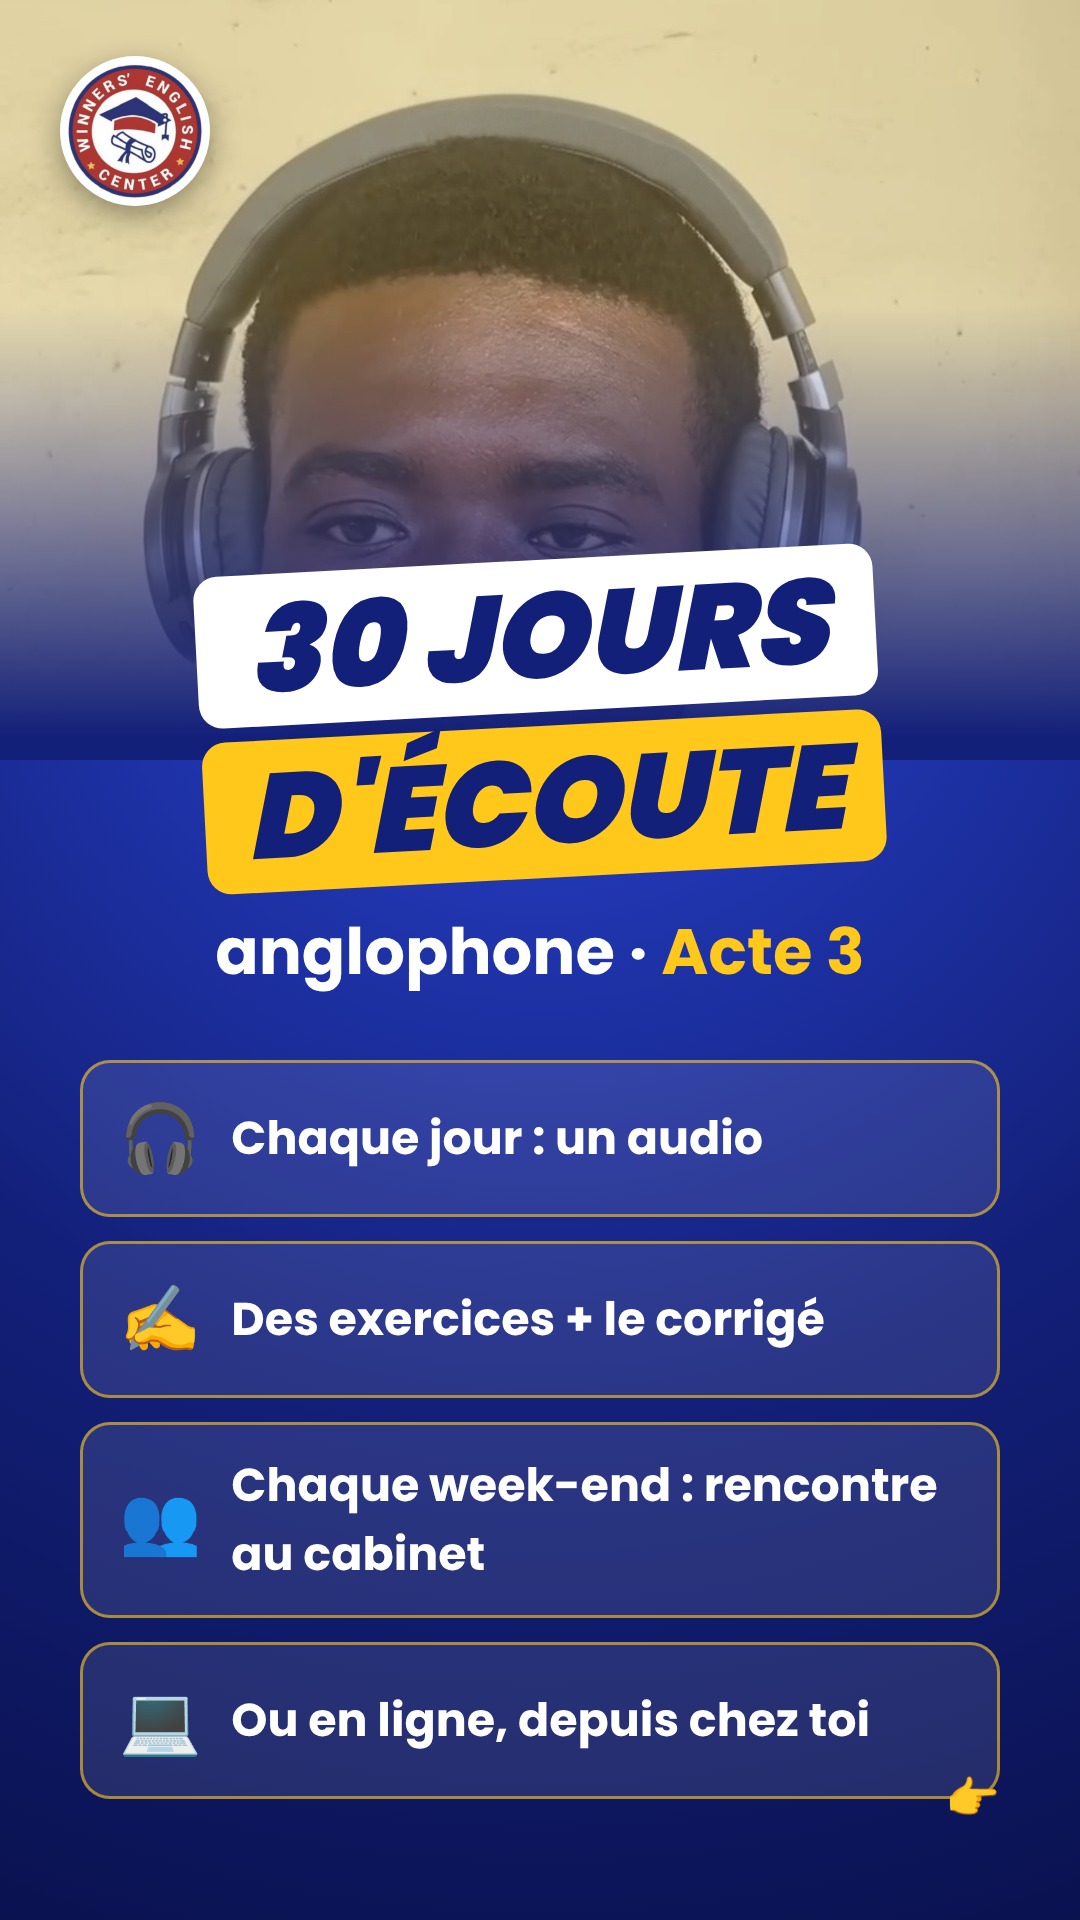 WINNERS' ENGLISH
CENTER
30 JOURS
D'ÉCOUTE
anglophone · Acte 3
Chaque jour : un audio
Des exercices + le corrigé
Chaque week-end : rencontre
au cabinet
Ou en ligne, depuis chez toi